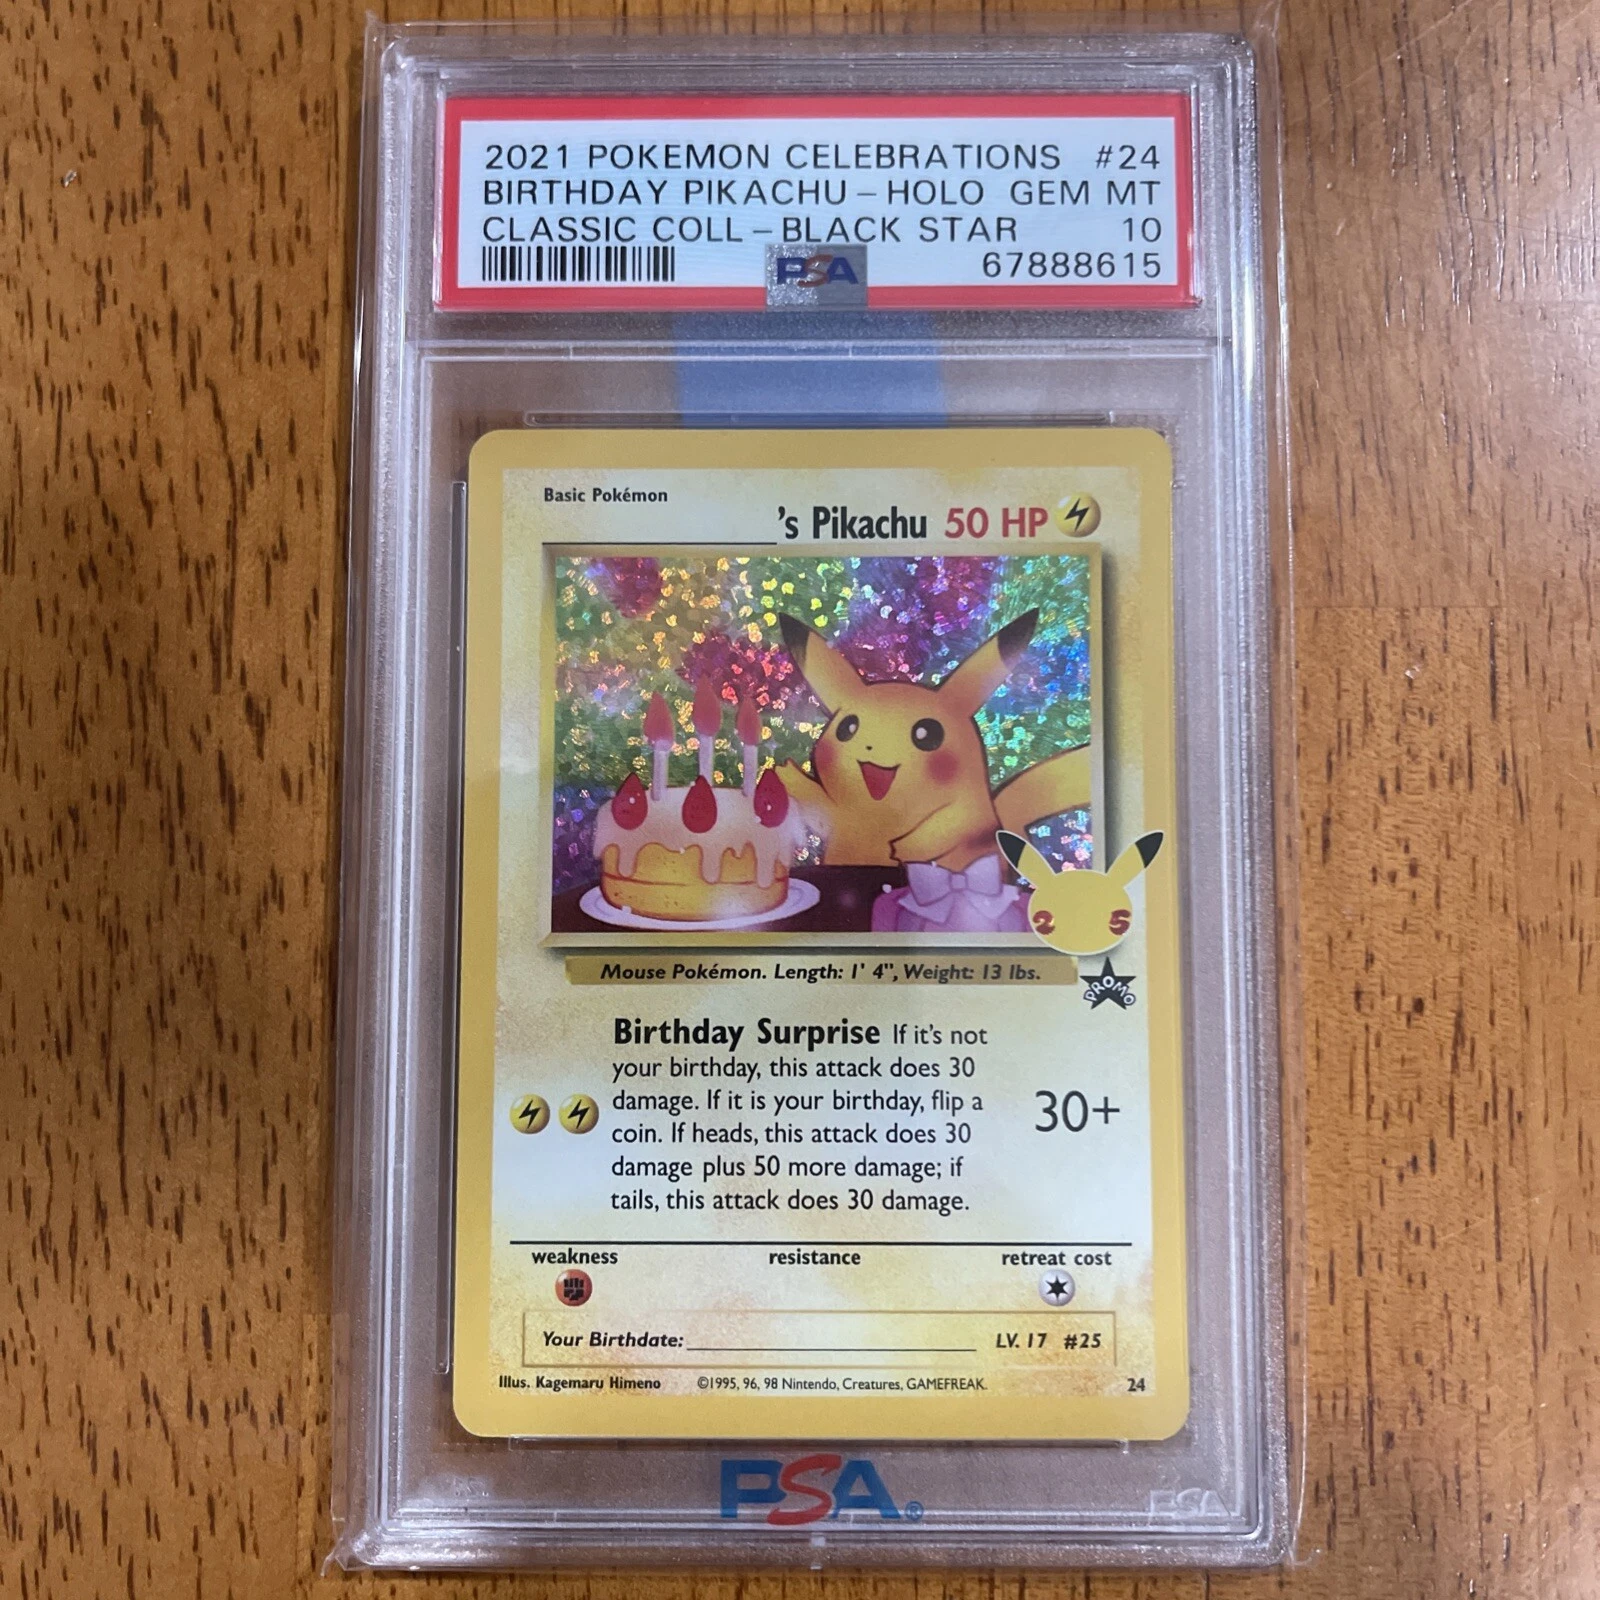 2021 POKEMON CELEBRATIONS #24
BIRTHDAY PIKACHU - HOLO GEM MT
CLASSIC COLL - BLACK STAR 10
PSA 67888615
Basic Pokémon
's Pikachu 50 HP
25
Mouse Pokémon. Length: 1' 4", Weight: 13 lbs.
PROMO
Birthday Surprise If it's not
your birthday, this attack does 30
damage. If it is your birthday, flip a
coin. If heads, this attack does 30
damage plus 50 more damage; if
tails, this attack does 30 damage.
30+
weakness resistance retreat cost
Your Birthdate: LV. 17 #25
Illus. Kagemaru Himeno ©1995, 96, 98 Nintendo, Creatures, GAMEFREAK. 24
PSA®
PSA